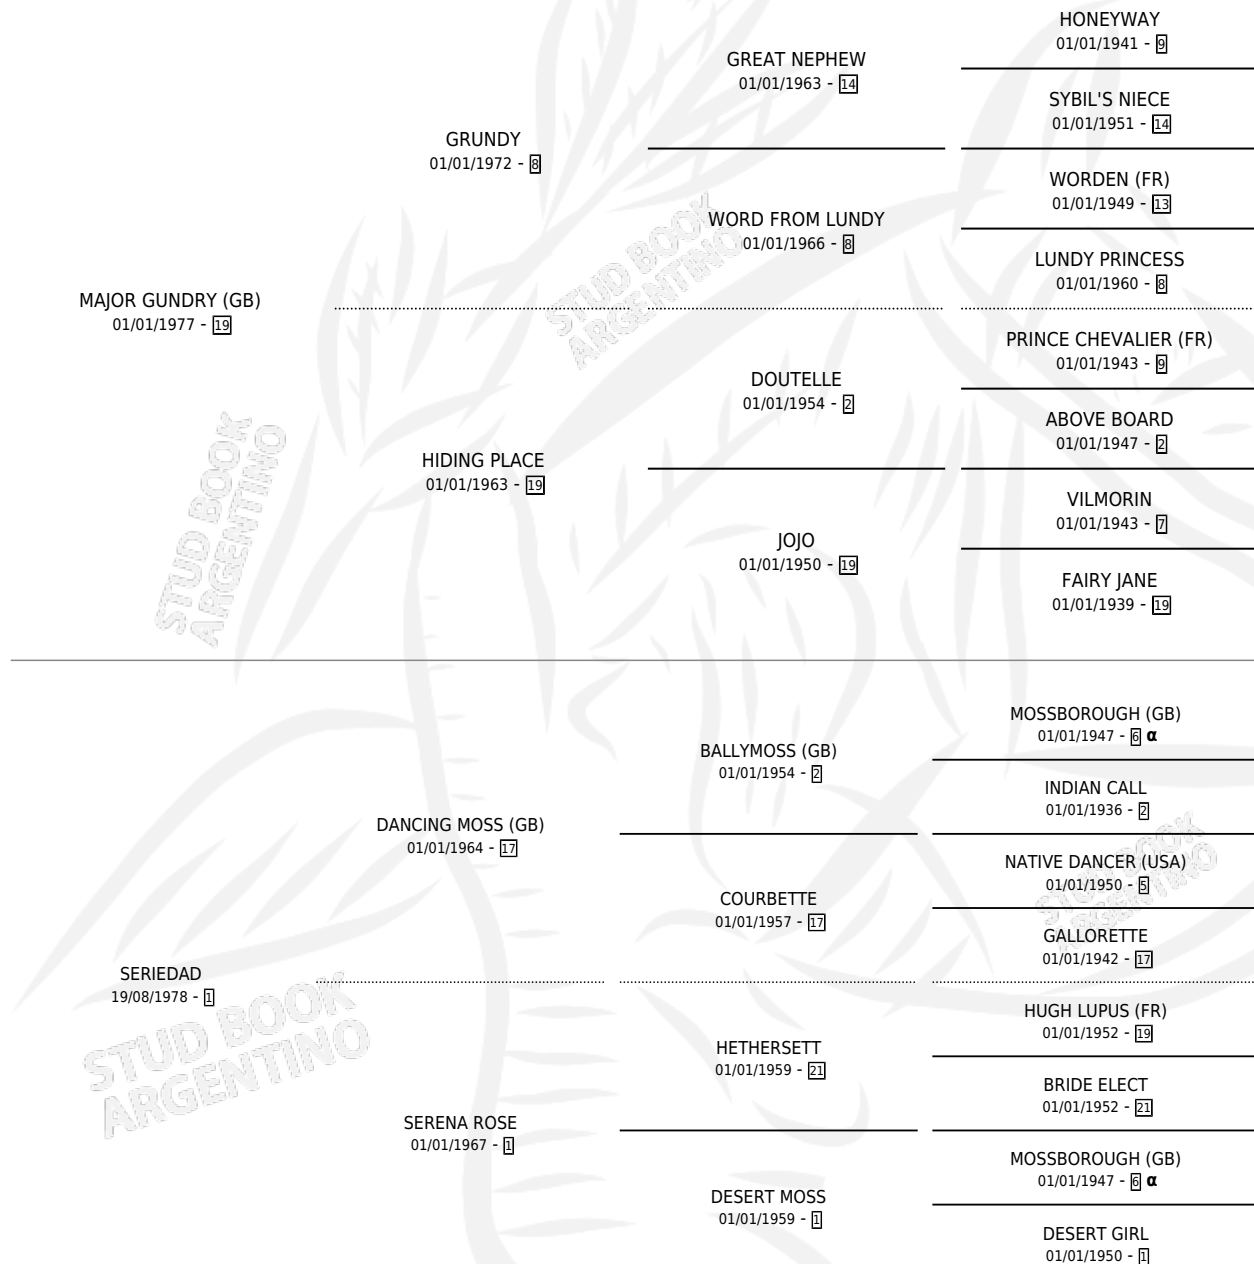 HONEYWAY
01/01/1941 - 9
GREAT NEPHEW
01/01/1963 - 14
SYBIL'S NIECE
01/01/1951 - 14
GRUNDY
01/01/1972 - 8
WORDEN (FR)
01/01/1949 - 13
WORD FROM LUNDY
01/01/1966 - 8
LUNDY PRINCESS
01/01/1960 - 8
MAJOR GUNDRY (GB)
01/01/1977 - 19
PRINCE CHEVALIER (FR)
01/01/1943 - 9
DOUTELLE
01/01/1954 - 2
ABOVE BOARD
01/01/1947 - 2
HIDING PLACE
01/01/1963 - 19
VILMORIN
01/01/1943 - 7
JOJO
01/01/1950 - 19
FAIRY JANE
01/01/1939 - 19
MOSSBOROUGH (GB)
01/01/1947 - 6 α
BALLYMOSS (GB)
01/01/1954 - 2
INDIAN CALL
01/01/1936 - 2
DANCING MOSS (GB)
01/01/1964 - 17
NATIVE DANCER (USA)
01/01/1950 - 5
COURBETTE
01/01/1957 - 17
GALLORETTE
01/01/1942 - 17
SERIEDAD
19/08/1978 - 1
HUGH LUPUS (FR)
01/01/1952 - 19
HETHERSETT
01/01/1959 - 21
BRIDE ELECT
01/01/1952 - 21
SERENA ROSE
01/01/1967 - 1
MOSSBOROUGH (GB)
01/01/1947 - 6 α
DESERT MOSS
01/01/1959 - 1
DESERT GIRL
01/01/1950 - 1
STUD BOOK
ARGENTINO
STUD BOOK
ARGENTINO
STUD BOOK
ARGENTINO
STUD BOOK
ARGENTINO